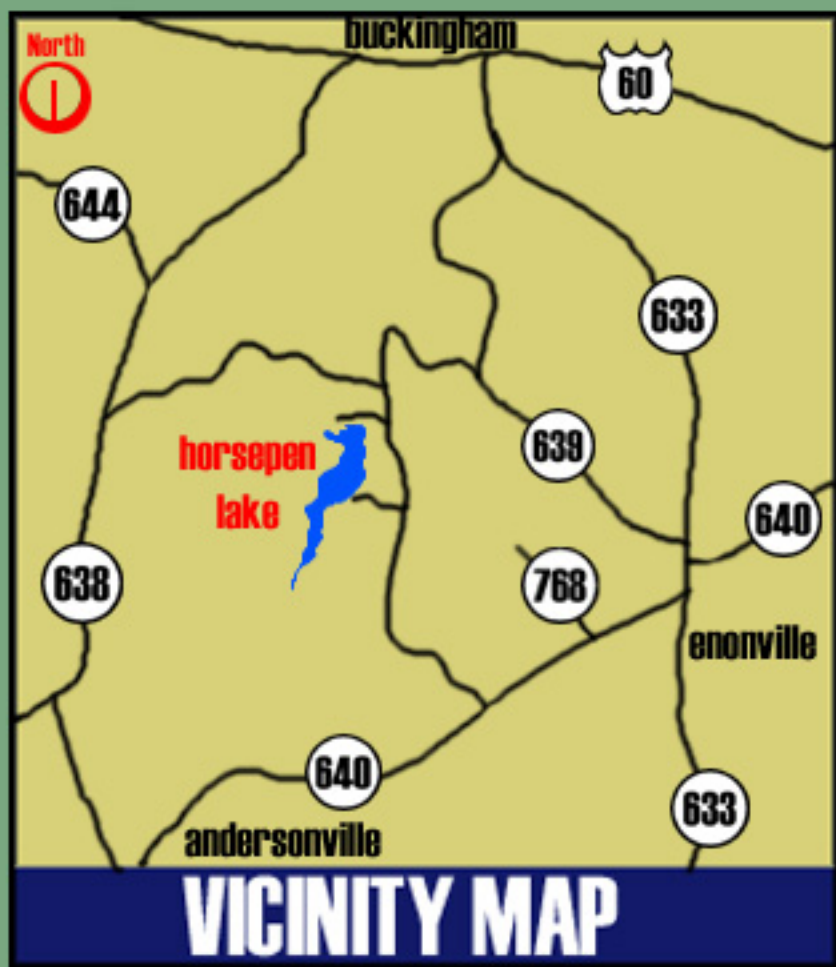 buckingham
North
60
644
633
639
horsepen
lake
640
638
768
enonville
640
633
andersonville
VICINITY MAP